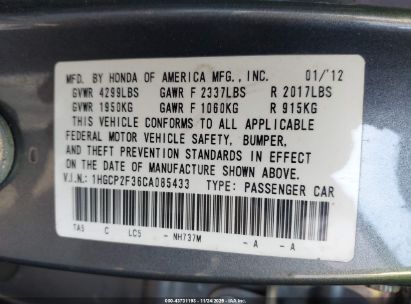 MFD. BY HONDA OF AMERICA MFG., INC. 01/12
GVWR 4299LBS GAWR F 2337LBS R 2017LBS
GVWR 1950KG GAWR F 1060KG R 915KG
THIS VEHICLE CONFORMS TO ALL APPLICABLE
FEDERAL MOTOR VEHICLE SAFETY, BUMPER,
AND THEFT PREVENTION STANDARDS IN EFFECT
ON THE DATE OF MANUFACTURE SHOWN ABOVE.
V.I.N.: 1HGCP2F36CA085433 TYPE: PASSENGER CAR
TA5 C LC5 NH737M - A - A -